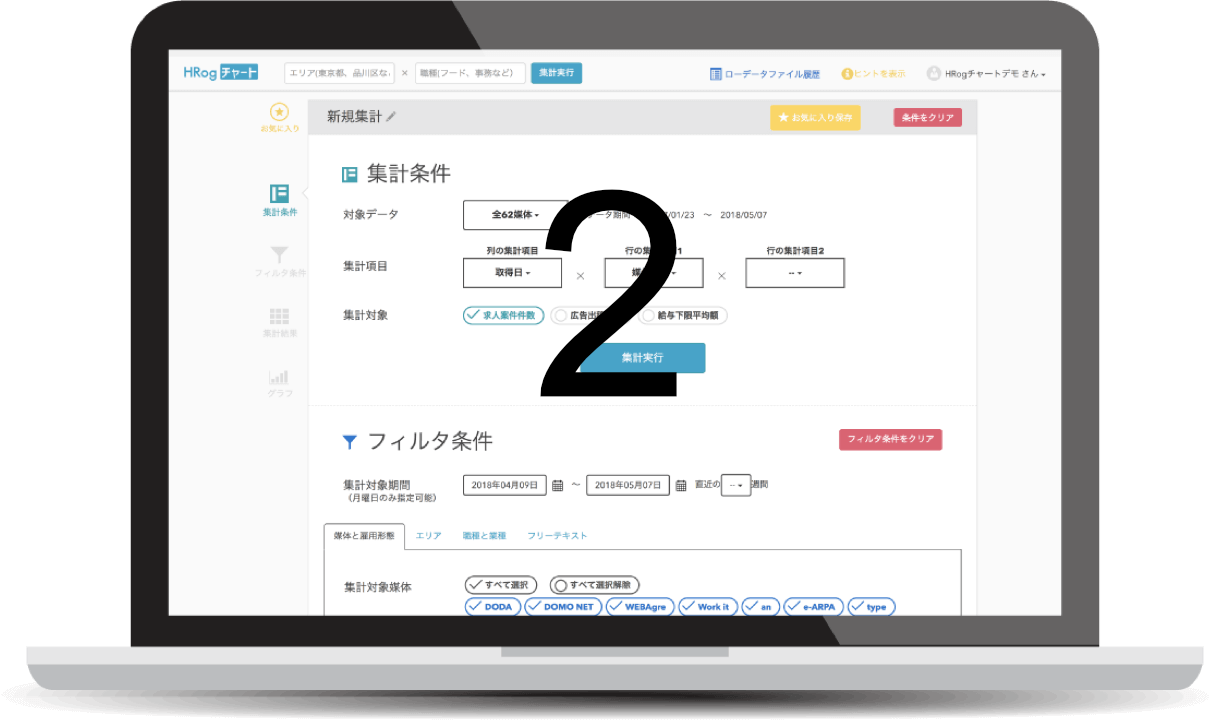 HRog チャート エリア(東京都、品川区な. × 職種(フード、事務など) 集計実行 ローデータファイル履歴 ヒントを表示 HRogチャートデモ さん
お気に入り
新規集計 お気に入り保存 条件をクリア
集計条件
集計条件
フィルタ条件
集計結果
グラフ
対象データ 全62媒体 データ期間 /01/23 ～ 2018/05/07
列の集計項目 行の集 1 行の集計項目2
集計項目 取得日 × 媒 × --
集計対象 求人案件件数 広告出 給与下限平均額
集計実行
2
フィルタ条件 フィルタ条件をクリア
集計対象期間 2018年04月09日 ～ 2018年05月07日 直近の -- 週間
(月曜日のみ指定可能)
媒体と雇用形態 エリア 職種と業種 フリーテキスト
集計対象媒体 すべて選択 すべて選択解除
DODA DOMO NET WEBAgre Work it an e-ARPA type